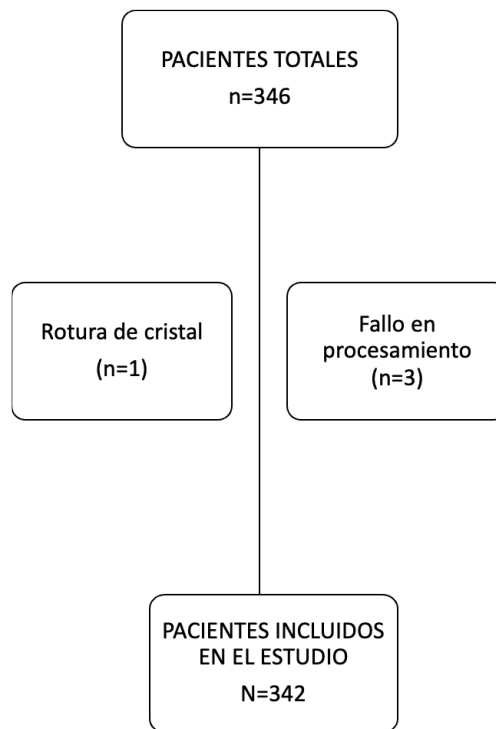 PACIENTES TOTALES
n=346
Rotura de cristal
(n=1)
Fallo en
procesamiento
(n=3)
PACIENTES INCLUIDOS
EN EL ESTUDIO
N=342